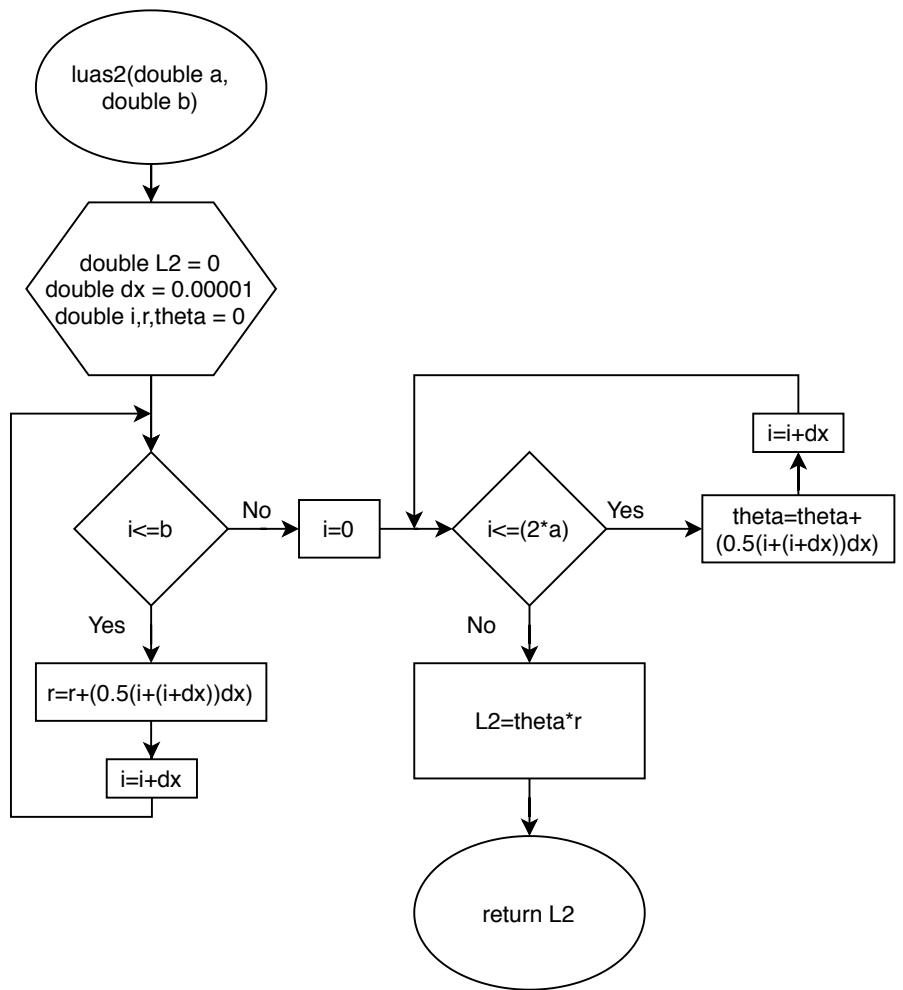 luas2(double a,
double b)
double L2 = 0
double dx = 0.00001
double i,r,theta = 0
i<=b
No
i=0
i<=(2*a)
Yes
theta=theta+
(0.5(i+(i+dx))dx)
i=i+dx
Yes
r=r+(0.5(i+(i+dx))dx)
i=i+dx
No
L2=theta*r
return L2